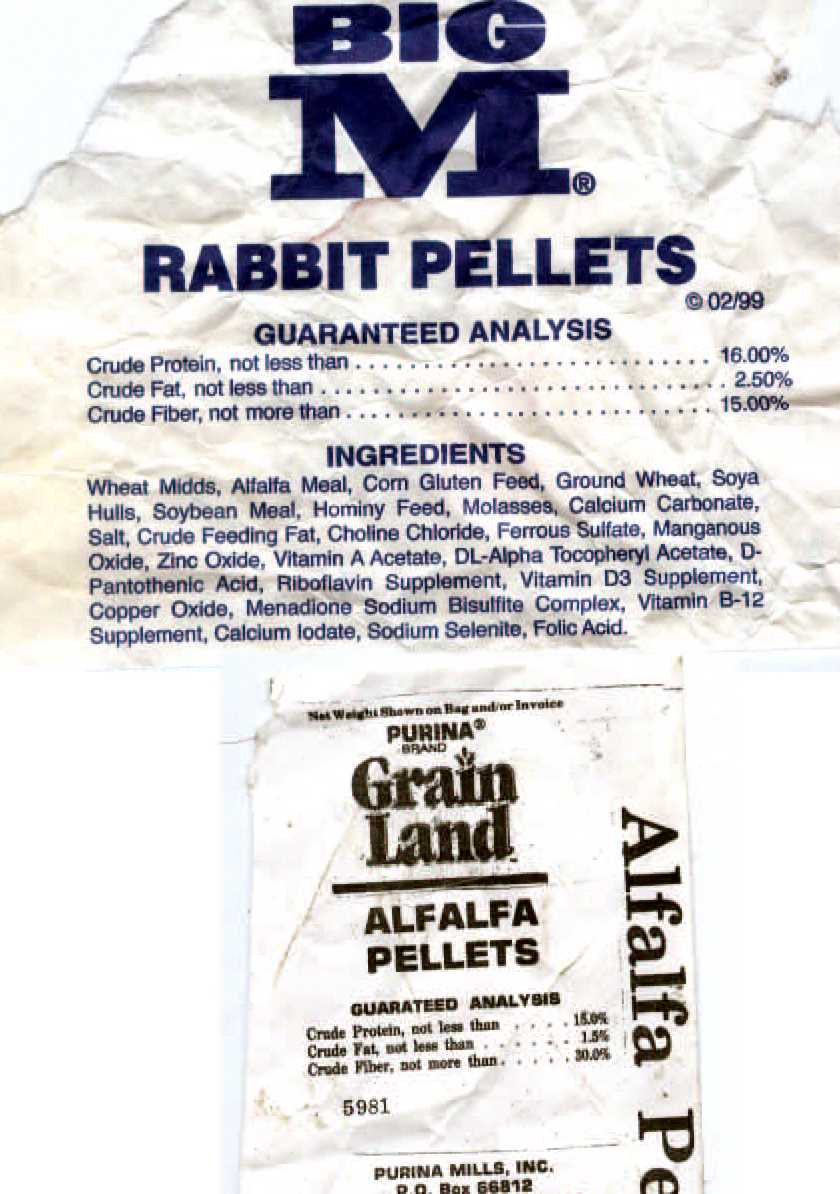 BIG
M®
RABBIT PELLETS
© 02/99
GUARANTEED ANALYSIS
Crude Protein, not less than . . . . . . . . . . . . . . . . . . . . . . . . . . . 16.00%
Crude Fat, not less than . . . . . . . . . . . . . . . . . . . . . . . . . . . . . . 2.50%
Crude Fiber, not more than . . . . . . . . . . . . . . . . . . . . . . . . . . . . 15.00%
INGREDIENTS
Wheat Midds, Alfalfa Meal, Corn Gluten Feed, Ground Wheat, Soya
Hulls, Soybean Meal, Hominy Feed, Molasses, Calcium Carbonate,
Salt, Crude Feeding Fat, Choline Chloride, Ferrous Sulfate, Manganous
Oxide, Zinc Oxide, Vitamin A Acetate, DL-Alpha Tocopheryl Acetate, D-
Pantothenic Acid, Riboflavin Supplement, Vitamin D3 Supplement,
Copper Oxide, Menadione Sodium Bisulfite Complex, Vitamin B-12
Supplement, Calcium Iodate, Sodium Selenite, Folic Acid.
Net Weight Shown on Bag and/or Invoice
PURINA®
BRAND
Grain
Land
ALFALFA
PELLETS
GUARATEED ANALYSIS
Crude Protein, not less than . . . . 15.0%
Crude Fat, not less than . . . . . . 1.5%
Crude Fiber, not more than . . . . . 30.0%
5981
PURINA MILLS, INC.
P.O. Box 66812
Alfalfa Pe